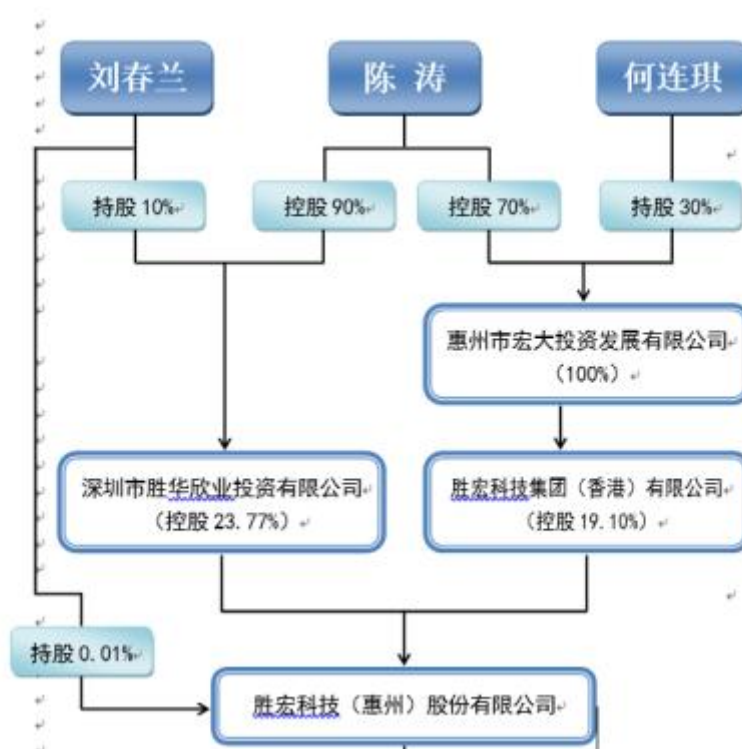 刘春兰
陈 涛
何连琪
持股 10%
控股 90%
控股 70%
持股 30%
惠州市宏大投资发展有限公司
（100%）
深圳市胜华欣业投资有限公司
（控股 23.77%）
胜宏科技集团（香港）有限公司
（控股 19.10%）
持股 0.01%
胜宏科技（惠州）股份有限公司